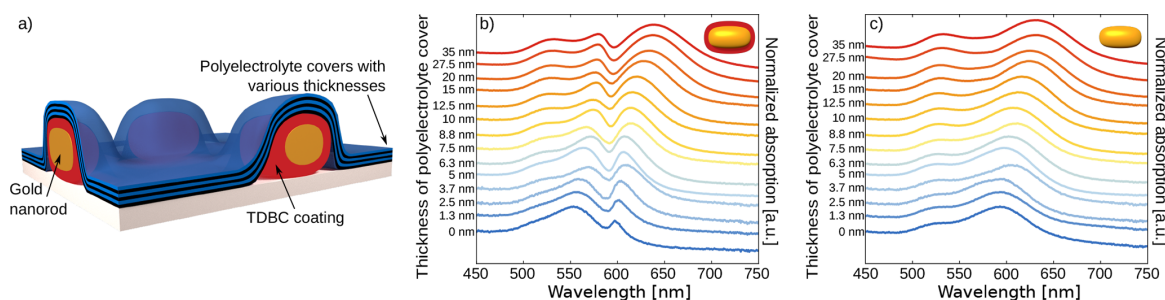 a)
Polyelectrolyte covers with
various thicknesses
Gold
nanorod
TDBC coating
b)
Thickness of polyelectrolyte cover
35 nm
27.5 nm
20 nm
15 nm
12.5 nm
10 nm
8.8 nm
7.5 nm
6.3 nm
5 nm
3.7 nm
2.5 nm
1.3 nm
0 nm
450 500 550 600 650 700 750
Wavelength [nm]
Normalized absorption [a.u.]
c)
Thickness of polyelectrolyte cover
35 nm
27.5 nm
20 nm
15 nm
12.5 nm
10 nm
8.8 nm
7.5 nm
6.3 nm
5 nm
3.7 nm
2.5 nm
1.3 nm
0 nm
450 500 550 600 650 700 750
Wavelength [nm]
Normalized absorption [a.u.]